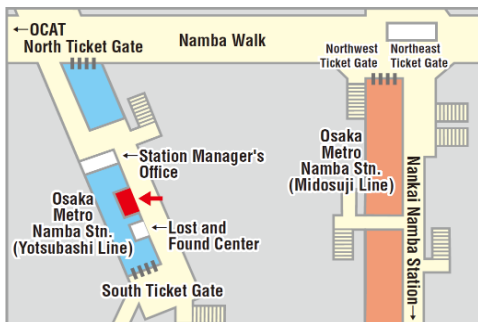 ←OCAT
North Ticket Gate
Namba Walk
Northwest
Ticket Gate
Northeast
Ticket Gate
Station Manager's
Office
Osaka
Metro
Namba Stn.
(Midosuji Line)
Osaka
Metro
Namba Stn.
(Yotsubashi Line)
Lost and
Found Center
South Ticket Gate
Nankai Namba Station→